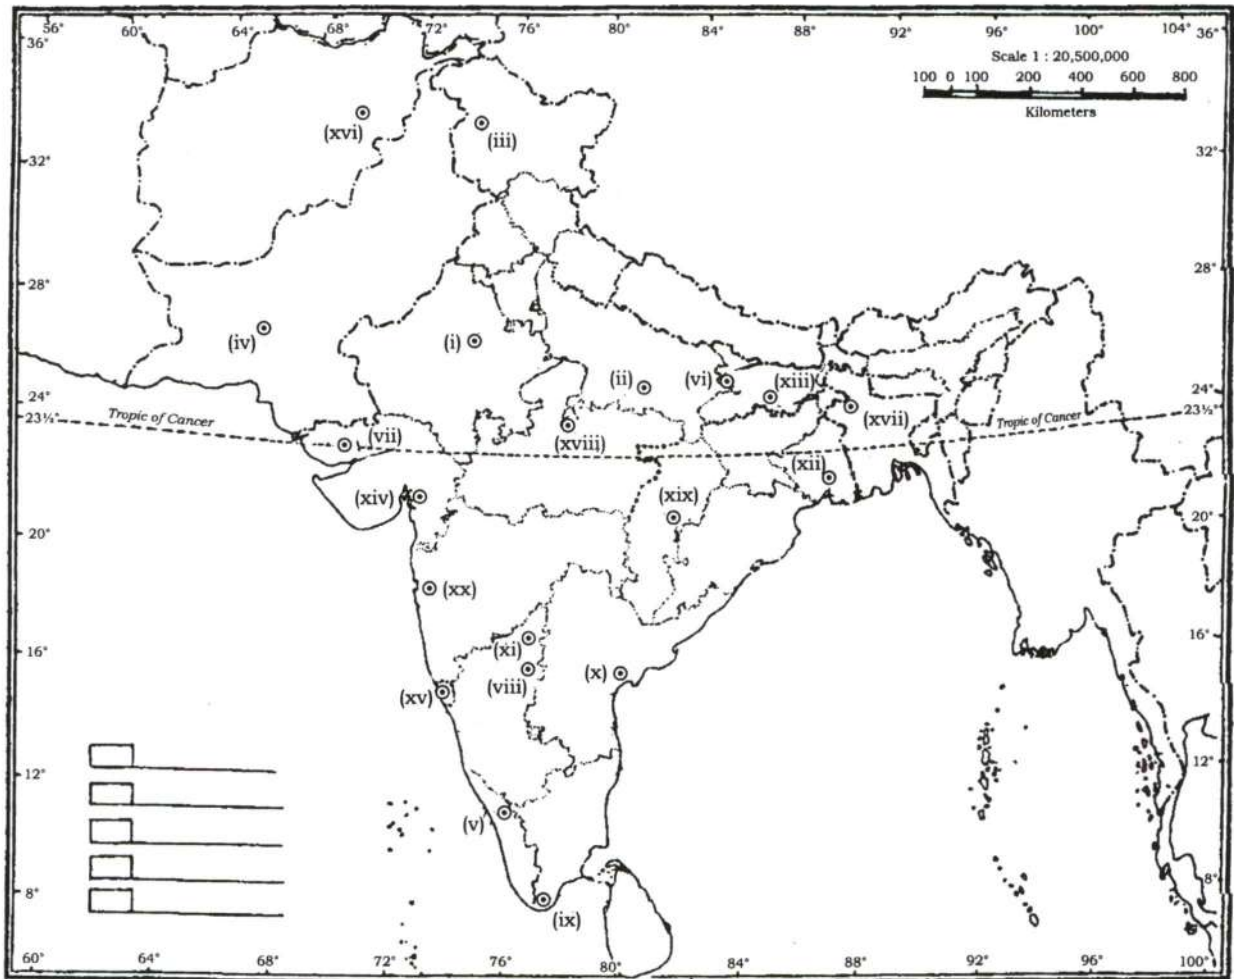 56° 60° 64° 68° 72° 76° 80° 84° 88° 92° 96° 100° 104° 36°
36°
Scale 1 : 20,500,000
100 0 100 200 400 600 800
Kilometers
(xvi)
(iii)
32° 32°
28° 28°
(iv)
(i)
(ii)
(vi)
(xiii)
24° 24°
23½° Tropic of Cancer Tropic of Cancer 23½°
(xvii)
(vii)
(xviii)
(xii)
(xiv)
(xix)
20° 20°
(xx)
16° 16°
(xi)
(viii)
(x)
(xv)
12° 12°
(v)
8° 8°
(ix)
60° 64° 68° 72° 76° 80° 84° 88° 92° 96° 100°